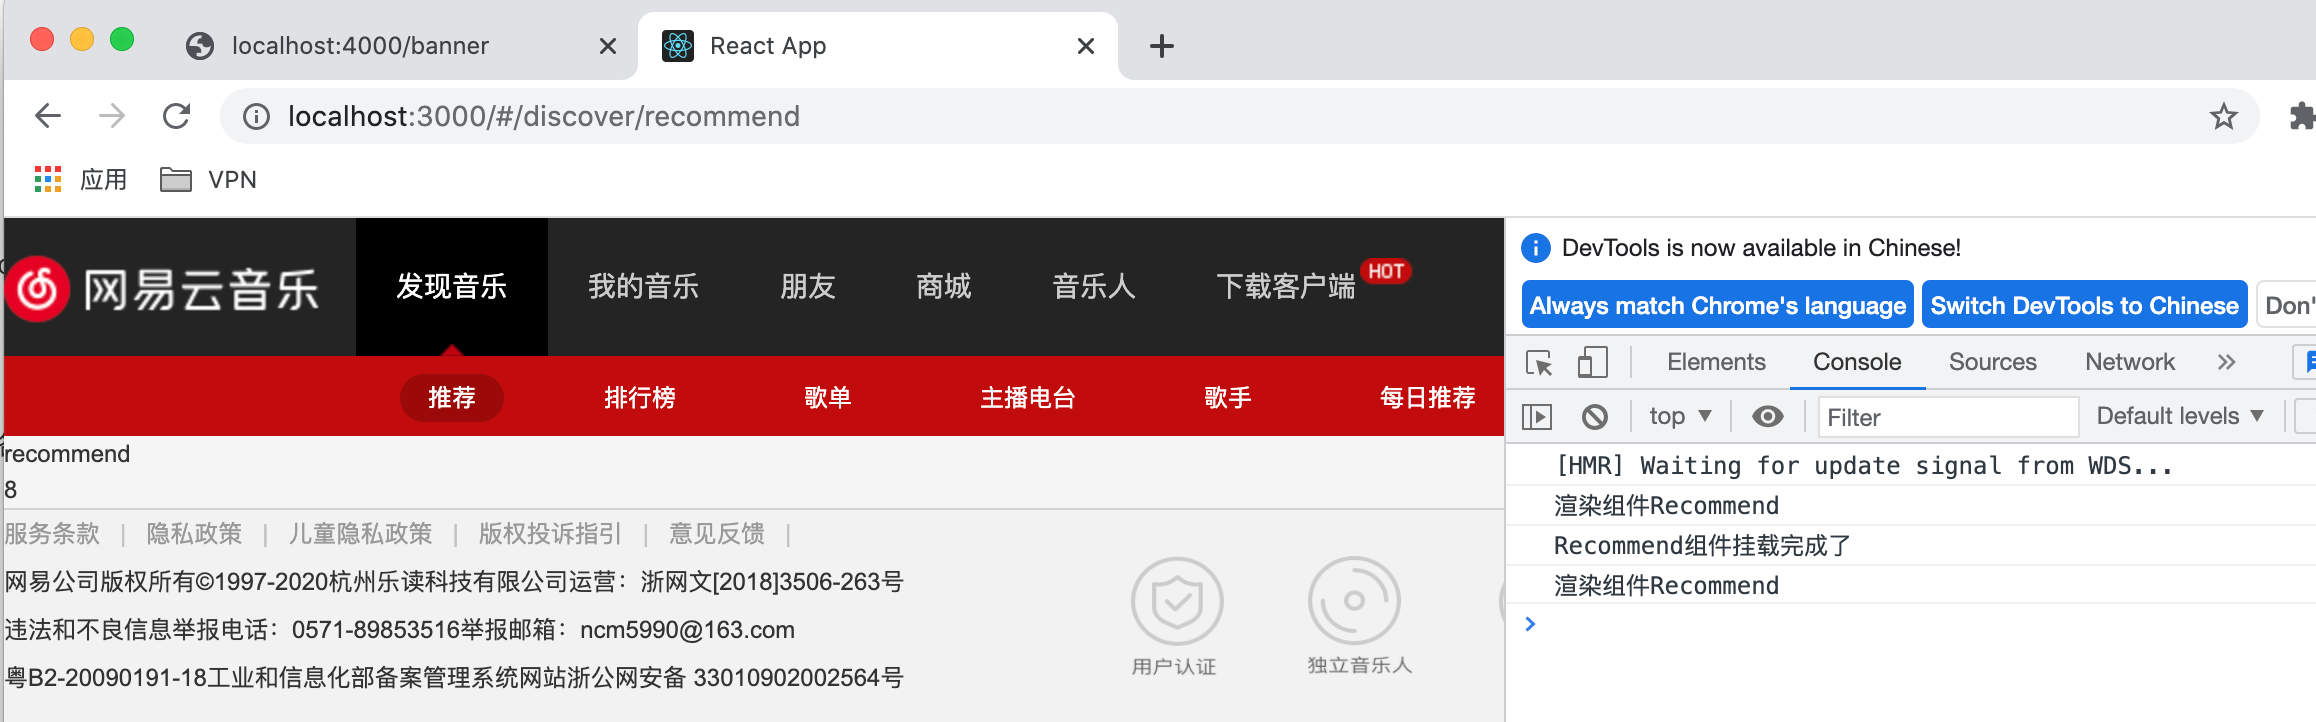 localhost:4000/banner
React App
localhost:3000/#/discover/recommend
应用 VPN
网易云音乐 发现音乐 我的音乐 朋友 商城 音乐人 下载客户端 HOT
推荐 排行榜 歌单 主播电台 歌手 每日推荐
recommend
8
服务条款 | 隐私政策 | 儿童隐私政策 | 版权投诉指引 | 意见反馈 |
网易公司版权所有©1997-2020杭州乐读科技有限公司运营：浙网文[2018]3506-263号
违法和不良信息举报电话：0571-89853516举报邮箱：ncm5990@163.com
粤B2-20090191-18工业和信息化部备案管理系统网站浙公网安备 33010902002564号
用户认证 独立音乐人
DevTools is now available in Chinese!
Always match Chrome's language Switch DevTools to Chinese Don'
Elements Console Sources Network »
top ▼ Filter Default levels ▼
[HMR] Waiting for update signal from WDS...
渲染组件Recommend
Recommend组件挂载完成了
渲染组件Recommend